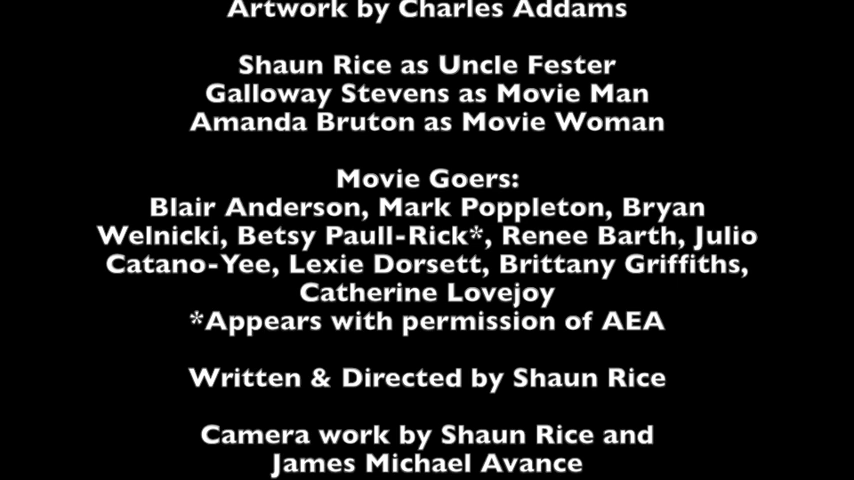 Artwork by Charles Addams
Shaun Rice as Uncle Fester
Galloway Stevens as Movie Man
Amanda Bruton as Movie Woman
Movie Goers:
Blair Anderson, Mark Poppleton, Bryan
Welnicki, Betsy Paull-Rick*, Renee Barth, Julio
Catano-Yee, Lexie Dorsett, Brittany Griffiths,
Catherine Lovejoy
*Appears with permission of AEA
Written & Directed by Shaun Rice
Camera work by Shaun Rice and
James Michael Avance